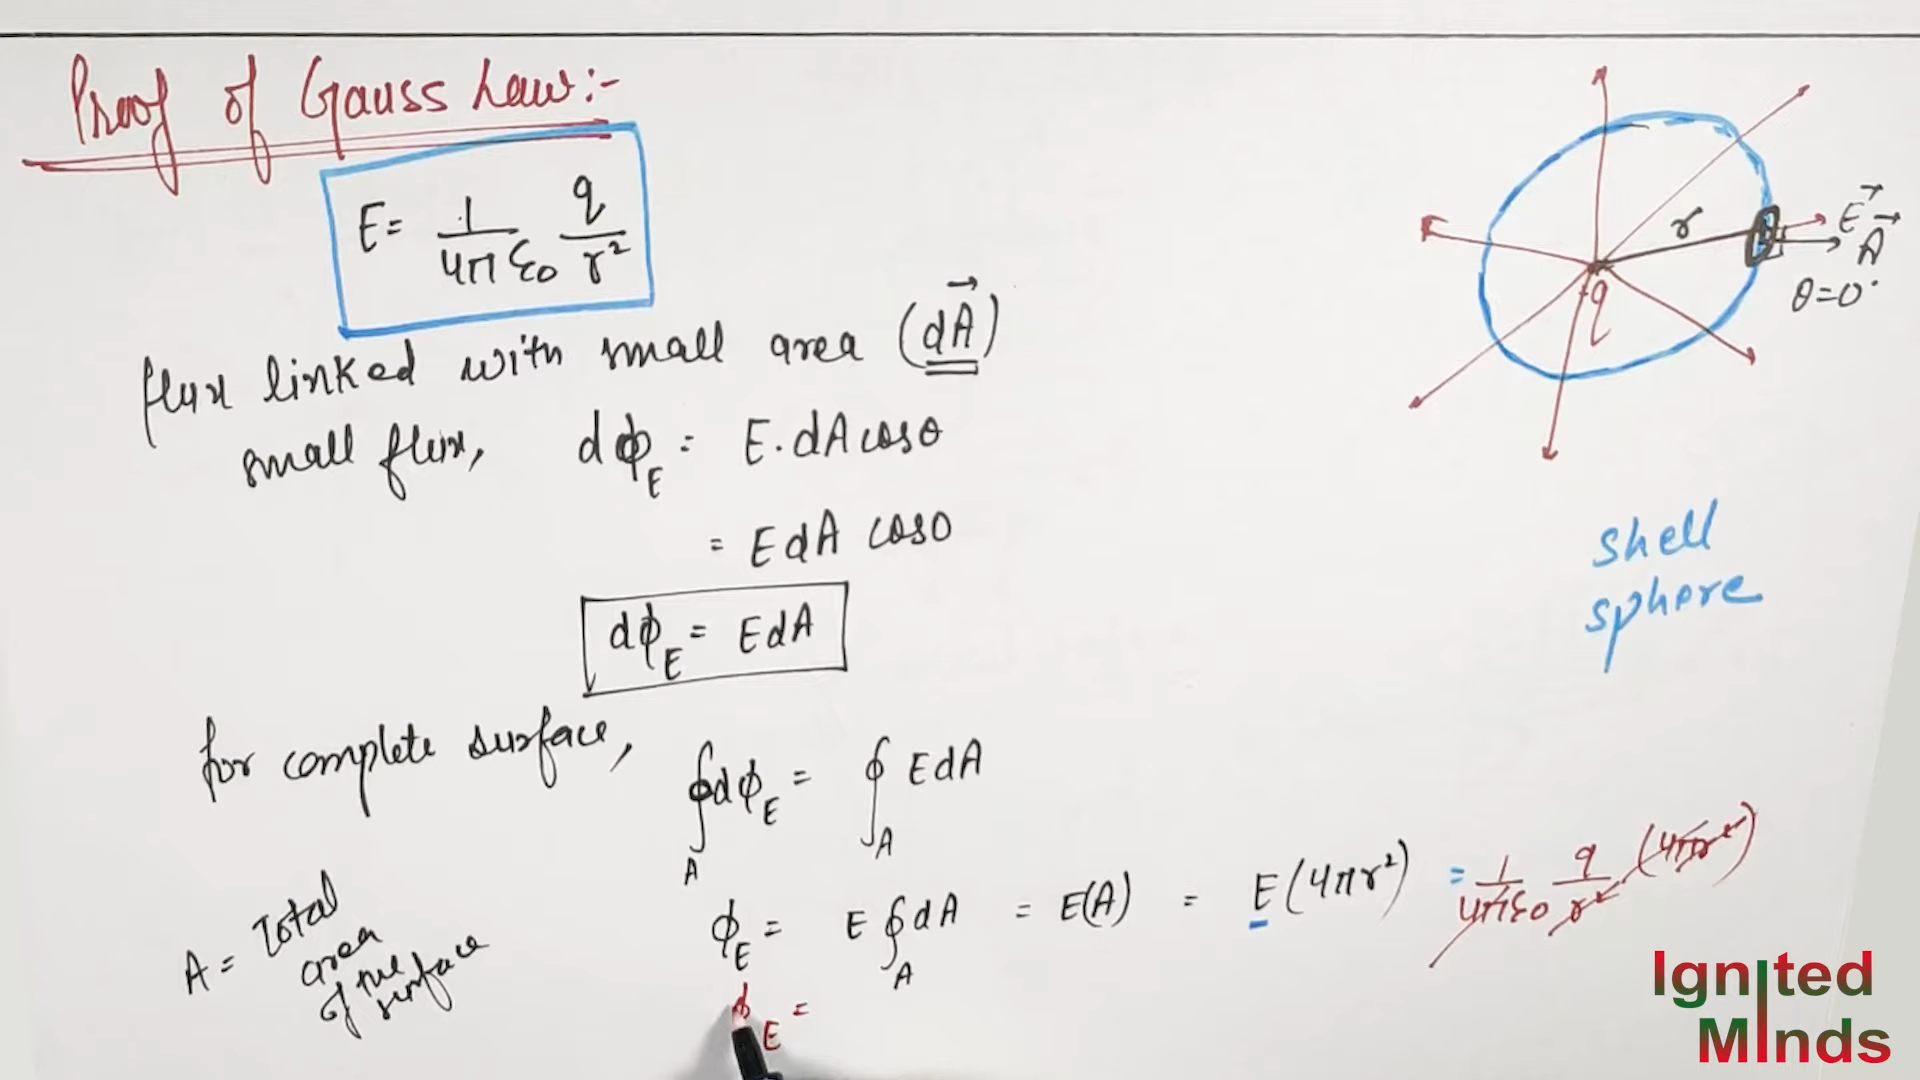 Proof of Gauss Law:-
E = 1/4πε₀ q/r²
flux linked with small area (dA⃗)
small flux, dϕ_E = E.dA cosθ
= EdA cos0
dϕ_E = EdA
for complete surface, ∮_A dϕ_E = ∮_A EdA
ϕ_E = E ∮_A dA = E(A) = E(4πr²) = 1/4πε₀ q/r² (4πr²)
A = Total
area
of the
surface
ϕ_E =
r
E⃗
A⃗
θ=0°
+q
shell
sphere
Ignited
Minds